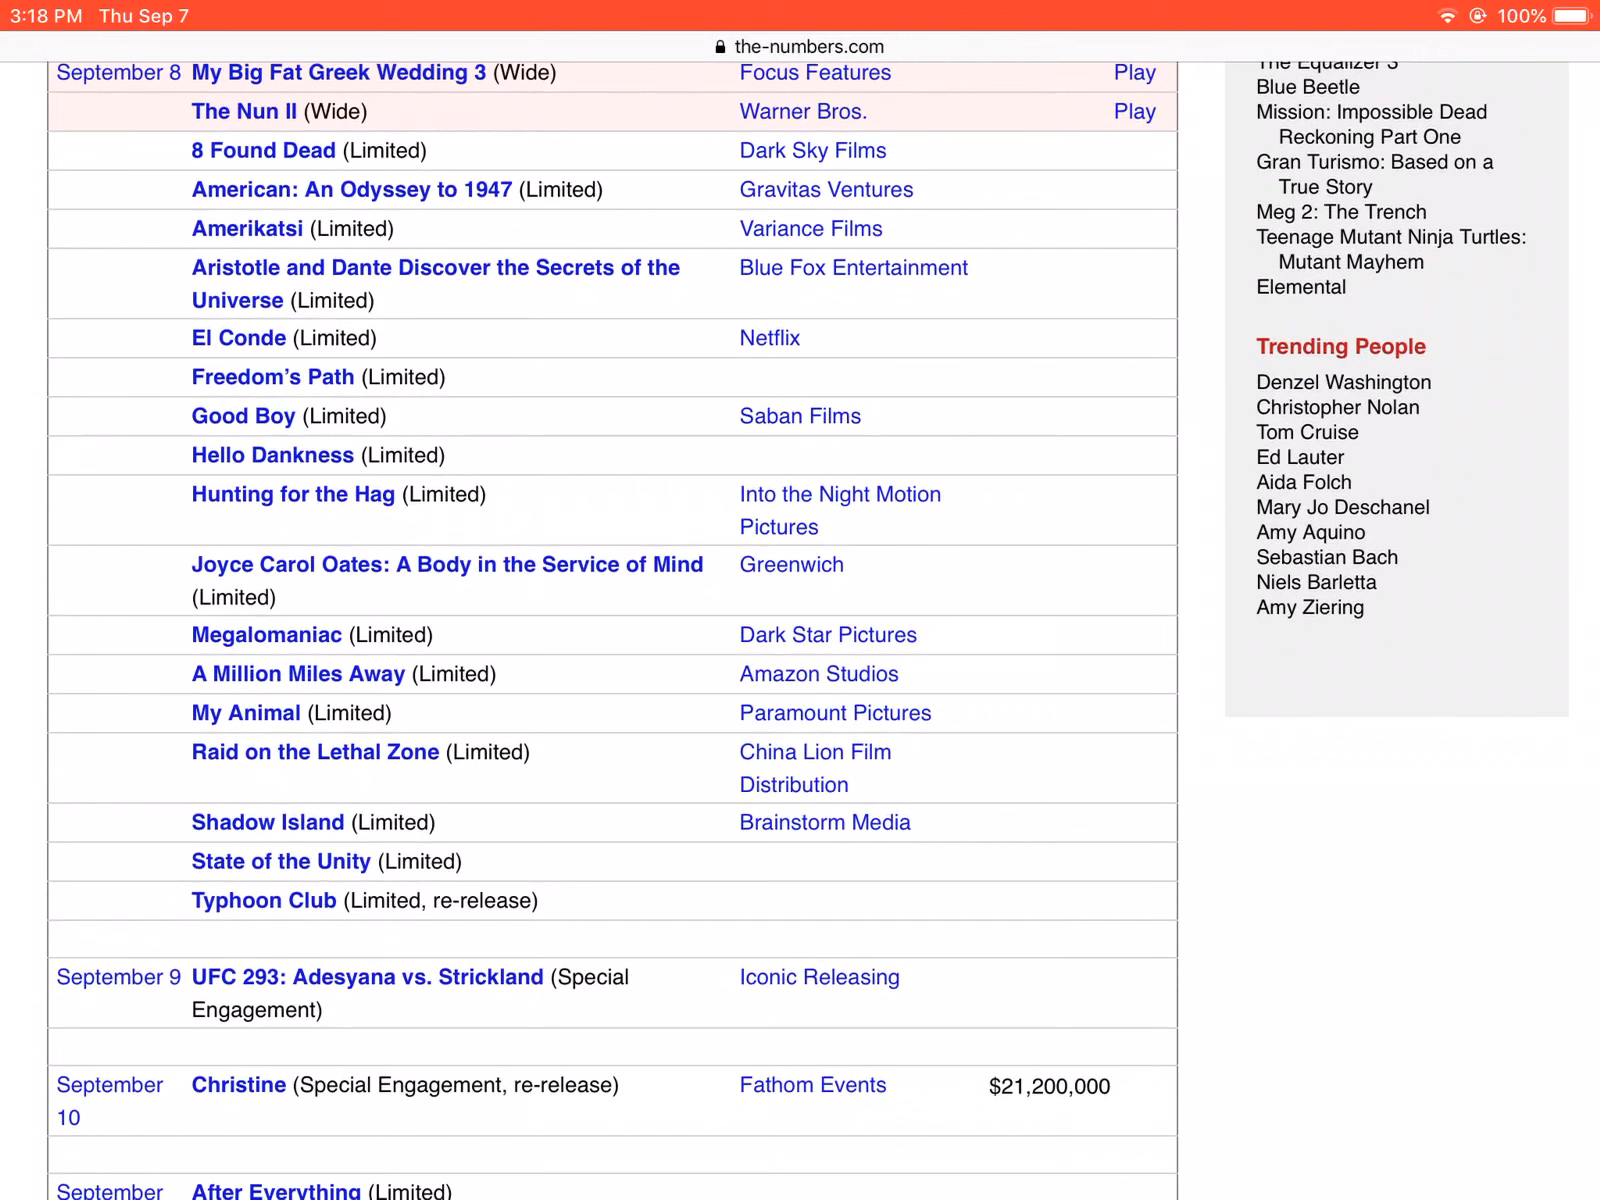 3:18 PM Thu Sep 7
100%
the-numbers.com
September 8 My Big Fat Greek Wedding 3 (Wide) Focus Features Play
The Nun II (Wide) Warner Bros. Play
8 Found Dead (Limited) Dark Sky Films
American: An Odyssey to 1947 (Limited) Gravitas Ventures
Amerikatsi (Limited) Variance Films
Aristotle and Dante Discover the Secrets of the Blue Fox Entertainment
Universe (Limited)
El Conde (Limited) Netflix
Freedom’s Path (Limited)
Good Boy (Limited) Saban Films
Hello Dankness (Limited)
Hunting for the Hag (Limited) Into the Night Motion
Pictures
Joyce Carol Oates: A Body in the Service of Mind Greenwich
(Limited)
Megalomaniac (Limited) Dark Star Pictures
A Million Miles Away (Limited) Amazon Studios
My Animal (Limited) Paramount Pictures
Raid on the Lethal Zone (Limited) China Lion Film
Distribution
Shadow Island (Limited) Brainstorm Media
State of the Unity (Limited)
Typhoon Club (Limited, re-release)
September 9 UFC 293: Adesyana vs. Strickland (Special Iconic Releasing
Engagement)
September Christine (Special Engagement, re-release) Fathom Events $21,200,000
10
September After Everything (Limited)
The Equalizer 3
Blue Beetle
Mission: Impossible Dead
Reckoning Part One
Gran Turismo: Based on a
True Story
Meg 2: The Trench
Teenage Mutant Ninja Turtles:
Mutant Mayhem
Elemental
Trending People
Denzel Washington
Christopher Nolan
Tom Cruise
Ed Lauter
Aida Folch
Mary Jo Deschanel
Amy Aquino
Sebastian Bach
Niels Barletta
Amy Ziering